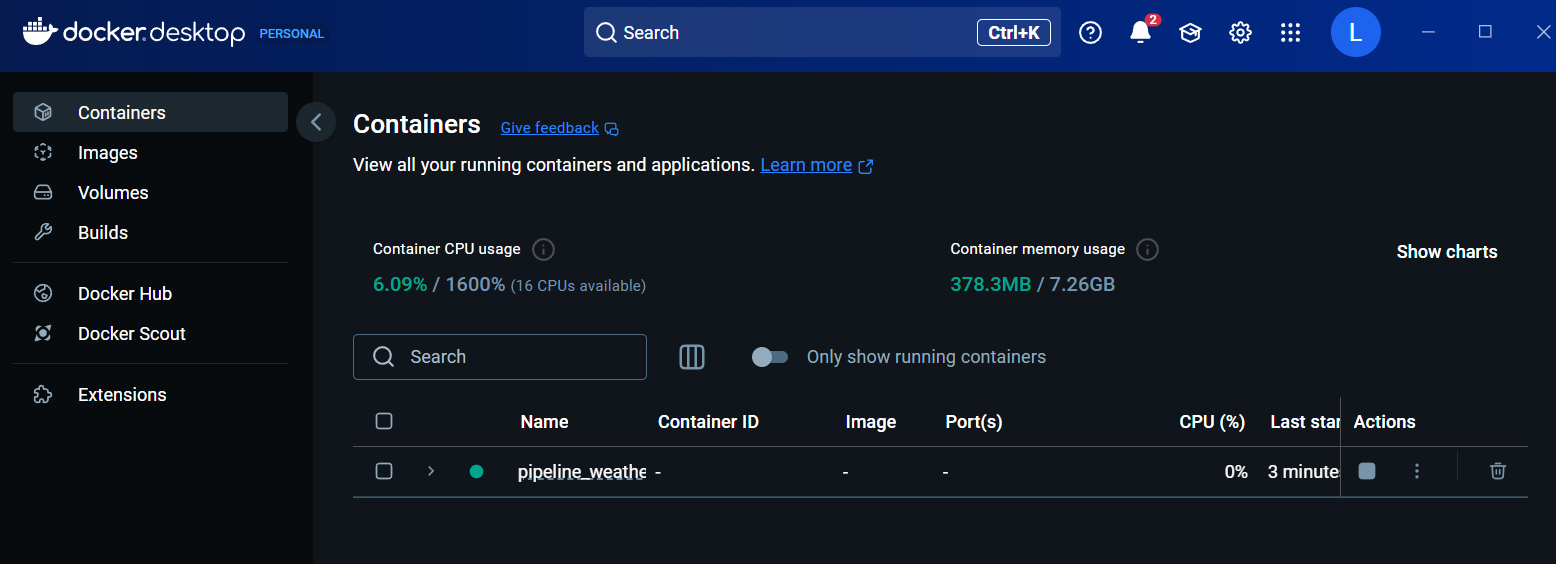 docker.desktop PERSONAL
Search Ctrl+K
2
L
Containers
Images
Volumes
Builds
Docker Hub
Docker Scout
Extensions
Containers Give feedback
View all your running containers and applications. Learn more
Container CPU usage
6.09% / 1600% (16 CPUs available)
Container memory usage
378.3MB / 7.26GB
Show charts
Search
Only show running containers
Name Container ID Image Port(s) CPU (%) Last star Actions
pipeline_weathe - - - 0% 3 minute